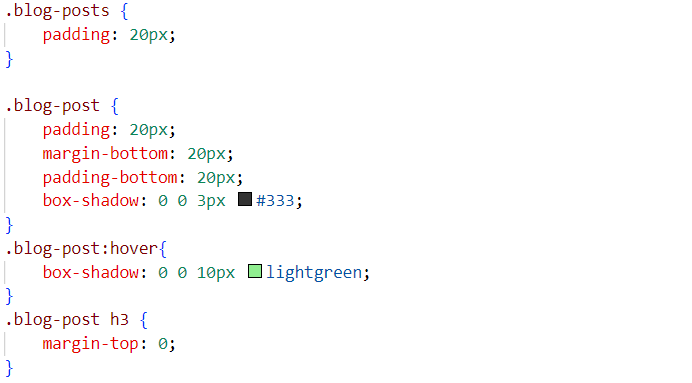 .blog-posts {
    padding: 20px;
}

.blog-post {
    padding: 20px;
    margin-bottom: 20px;
    padding-bottom: 20px;
    box-shadow: 0 0 3px #333;
}
.blog-post:hover{
    box-shadow: 0 0 10px lightgreen;
}
.blog-post h3 {
    margin-top: 0;
}